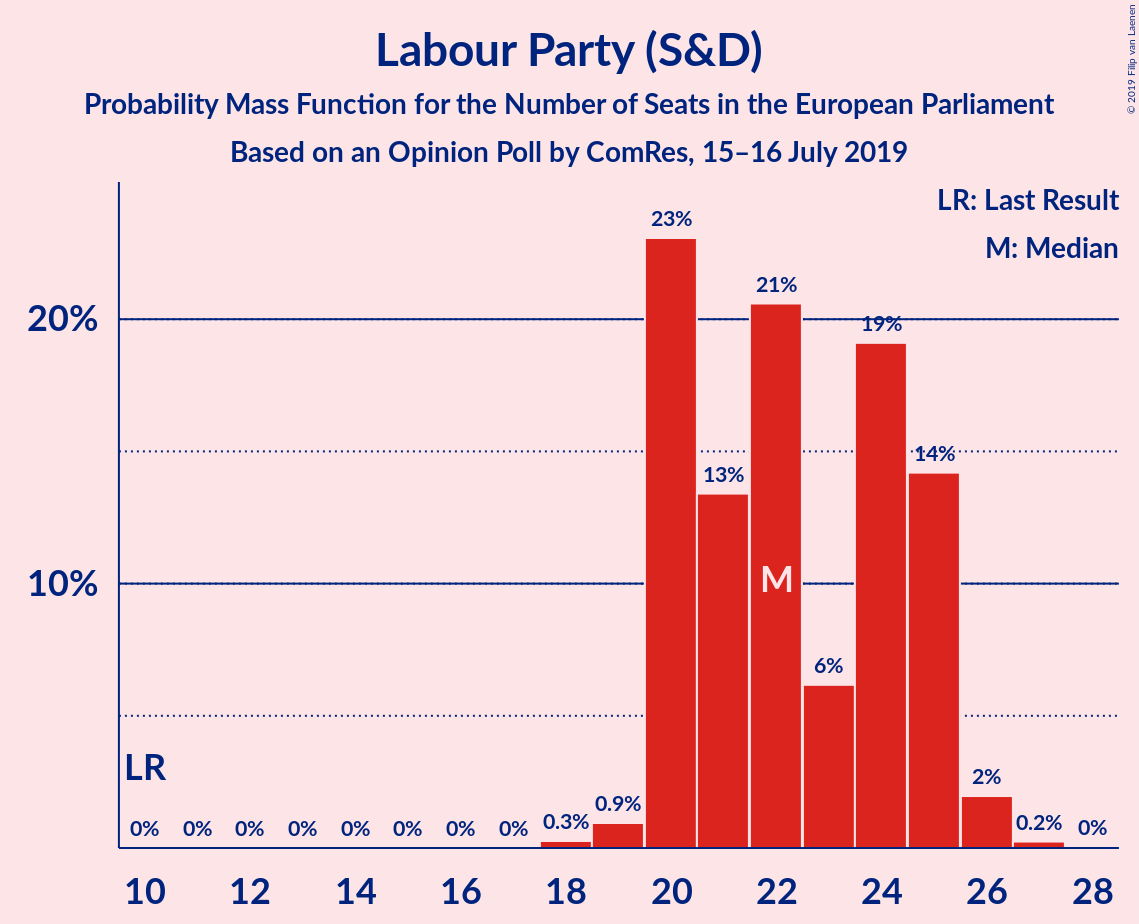 Labour Party (S&D)
Probability Mass Function for the Number of Seats in the European Parliament
Based on an Opinion Poll by ComRes, 15–16 July 2019
© 2019 Filip van Laenen
LR: Last Result
M: Median
23%
21%
20%
19%
14%
13%
10%
M
6%
LR
2%
0% 0% 0% 0% 0% 0% 0% 0% 0.3% 0.9% 0.2% 0%
10 12 14 16 18 20 22 24 26 28